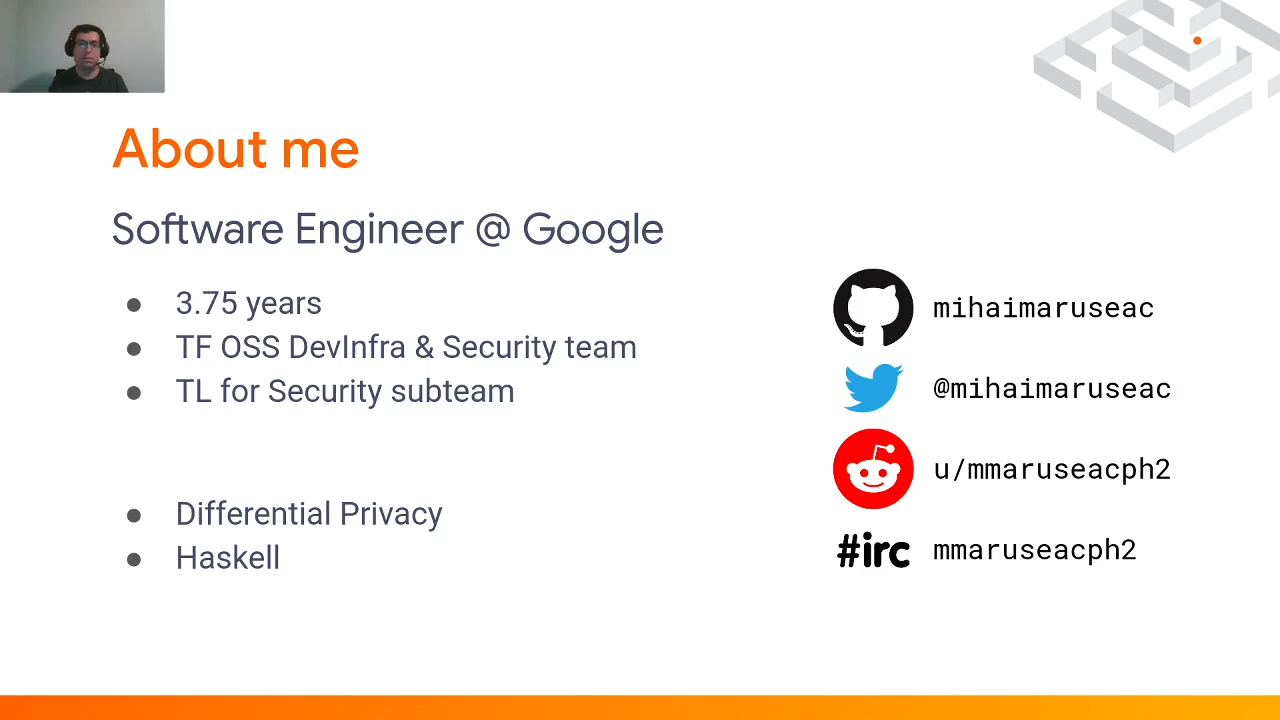 About me
Software Engineer @ Google
● 3.75 years
● TF OSS DevInfra & Security team
● TL for Security subteam
● Differential Privacy
● Haskell
mihaimaruseac
@mihaimaruseac
u/mmaruseacph2
#irc mmaruseacph2